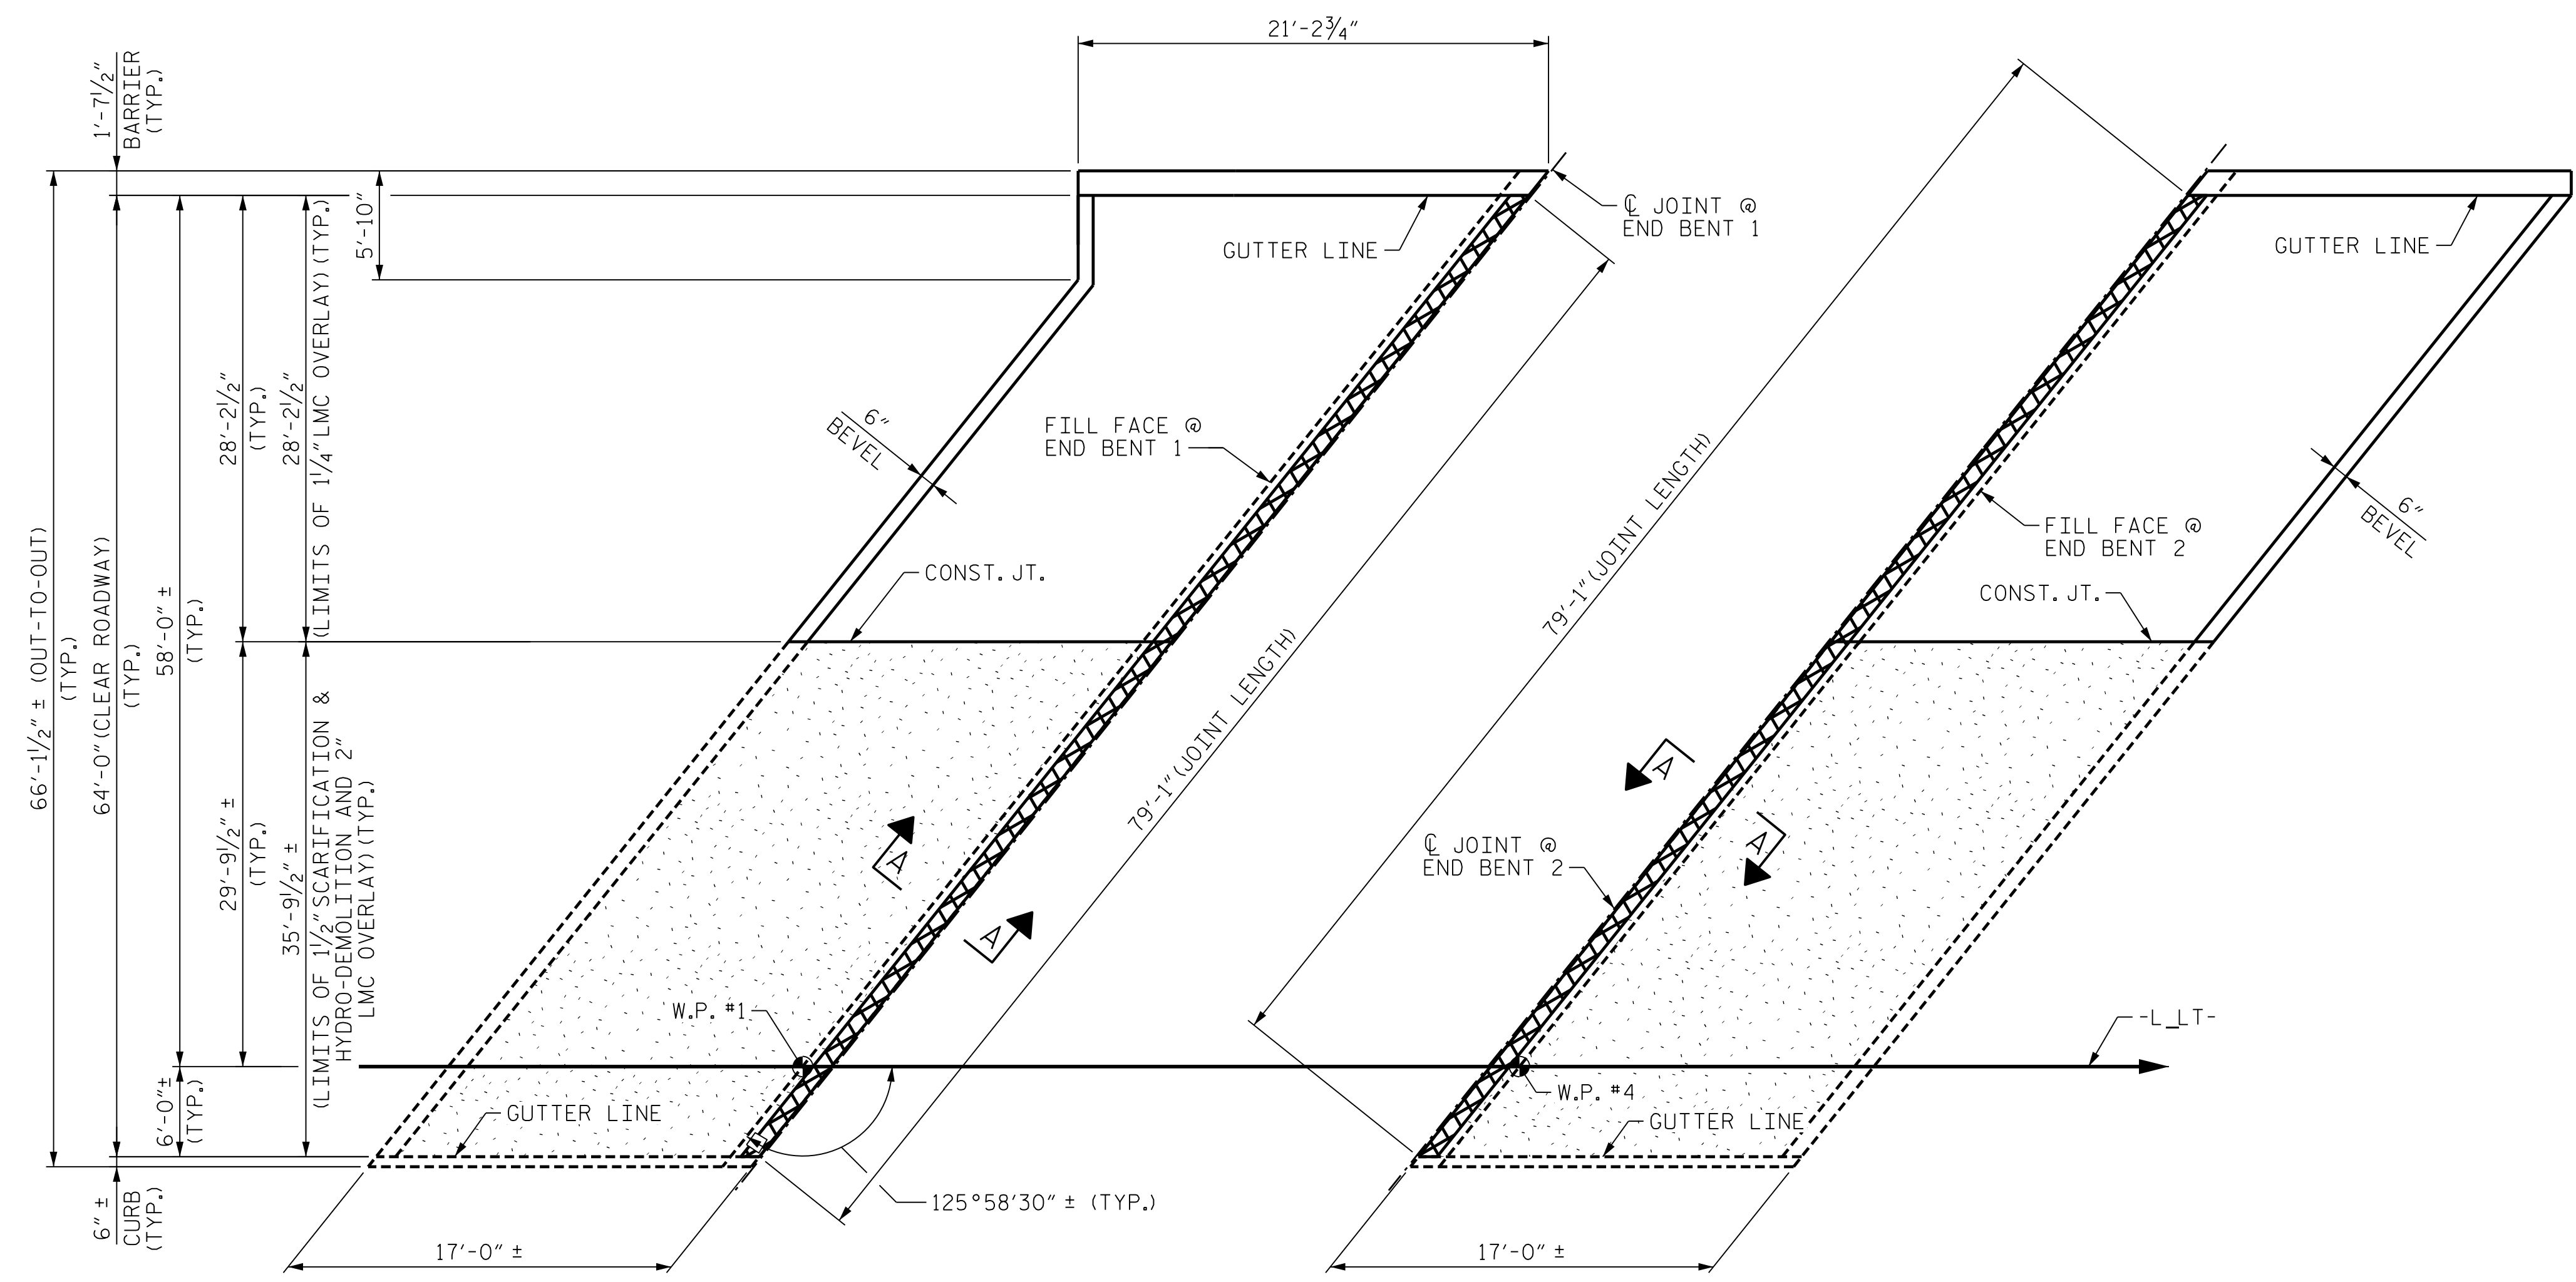 21'-2¾"
1'-7½"
BARRIER
(TYP.)
5'-10"
℄ JOINT @
END BENT 1
GUTTER LINE
GUTTER LINE
28'-2½"
(TYP.)
28'-2½"
(LIMITS OF 1¼" LMC OVERLAY) (TYP.)
6"
BEVEL
FILL FACE @
END BENT 1
79'-1" (JOINT LENGTH)
6"
BEVEL
FILL FACE @
END BENT 2
CONST. JT.
CONST. JT.
66'-1½" ± (OUT-TO-OUT)
(TYP.)
64'-0" (CLEAR ROADWAY)
(TYP.)
58'-0" ±
(TYP.)
79'-1" (JOINT LENGTH)
29'-9½" ±
(TYP.)
35'-9½" ±
(LIMITS OF 1½" SCARIFICATION &
HYDRO-DEMOLITION AND 2"
LMC OVERLAY) (TYP.)
A
A
A
A
℄ JOINT @
END BENT 2
W.P. #1
-L_LT-
W.P. #4
6'-0" ±
(TYP.)
GUTTER LINE
GUTTER LINE
6" ±
CURB
(TYP.)
125°58'30" ± (TYP.)
17'-0" ±
17'-0" ±